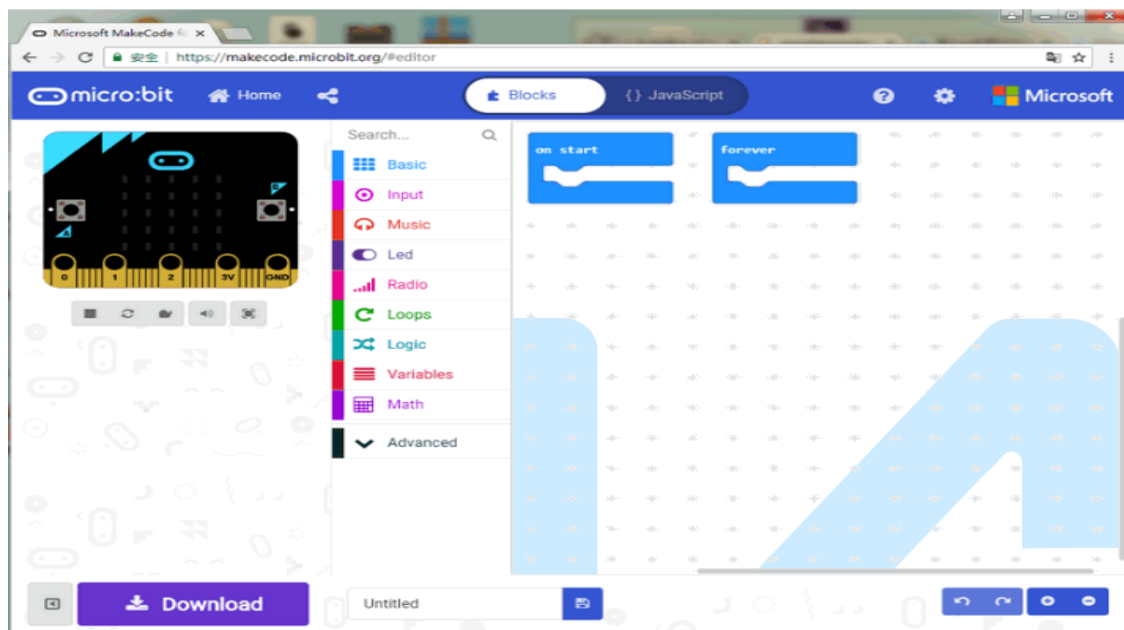 Microsoft MakeCode fo
安全 | https://makecode.microbit.org/#editor
micro:bit Home Blocks {} JavaScript Microsoft
Search...
Basic
Input
Music
Led
Radio
Loops
Logic
Variables
Math
Advanced
on start forever
A B
0 1 2 3V GND
Download Untitled